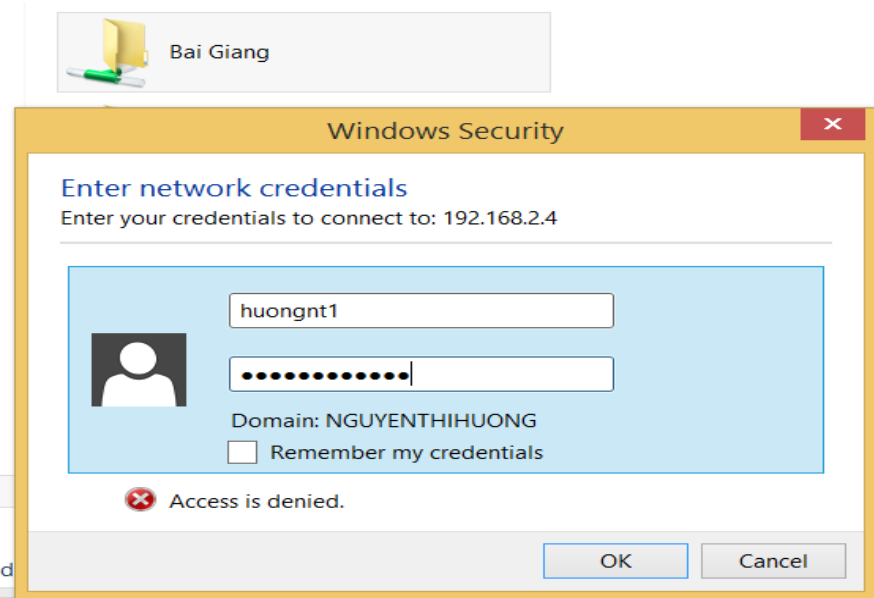 Bai Giang
Windows Security
Enter network credentials
Enter your credentials to connect to: 192.168.2.4
huongnt1
●●●●●●●●●●●●
Domain: NGUYENTHIHUONG
Remember my credentials
Access is denied.
OK
Cancel
d